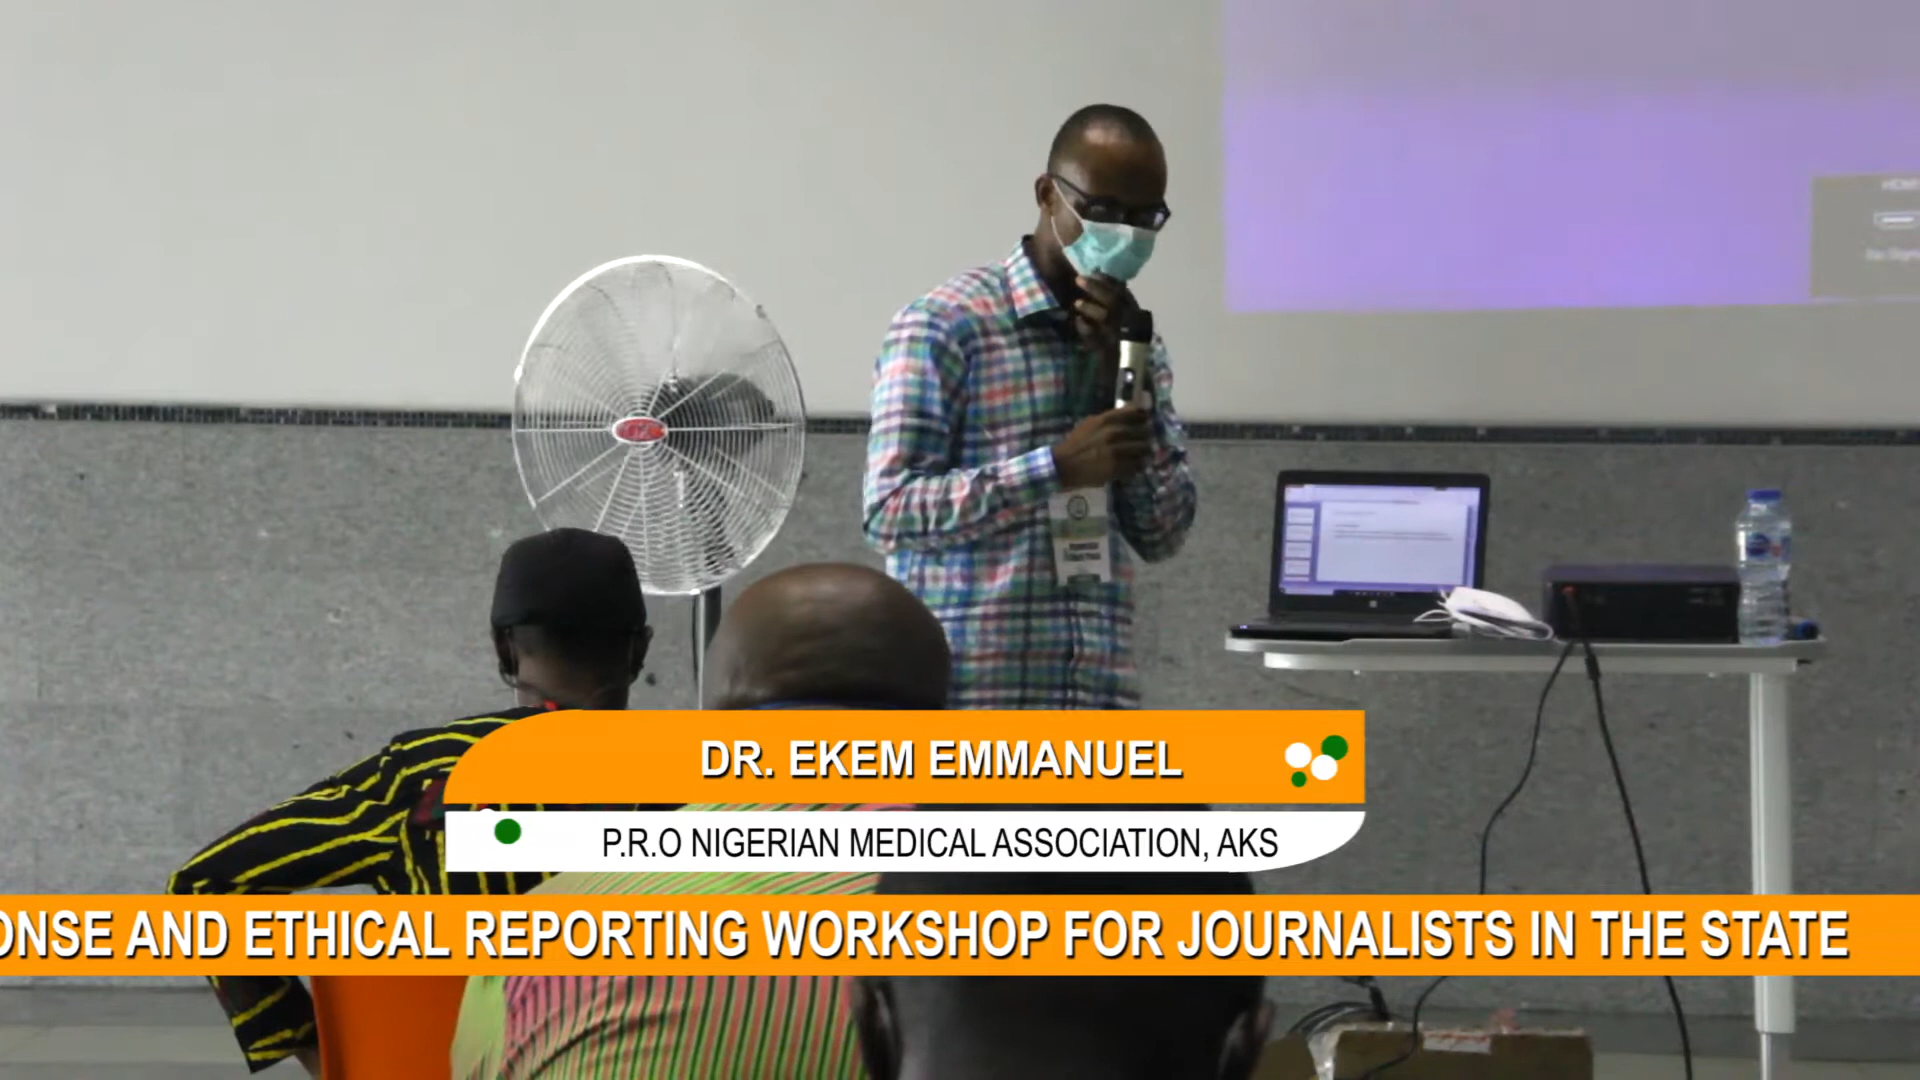 DR. EKEM EMMANUEL
P.R.O NIGERIAN MEDICAL ASSOCIATION, AKS
ONSE AND ETHICAL REPORTING WORKSHOP FOR JOURNALISTS IN THE STATE